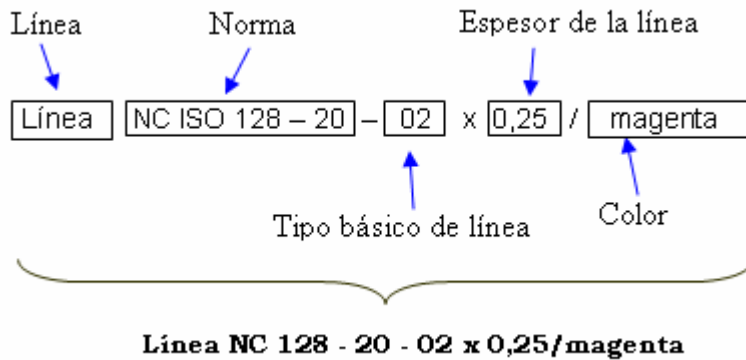 Línea Norma Espesor de la línea
Línea NC ISO 128 – 20 – 02 x 0,25 / magenta
Tipo básico de línea Color
Línea NC 128 - 20 - 02 x 0,25/magenta